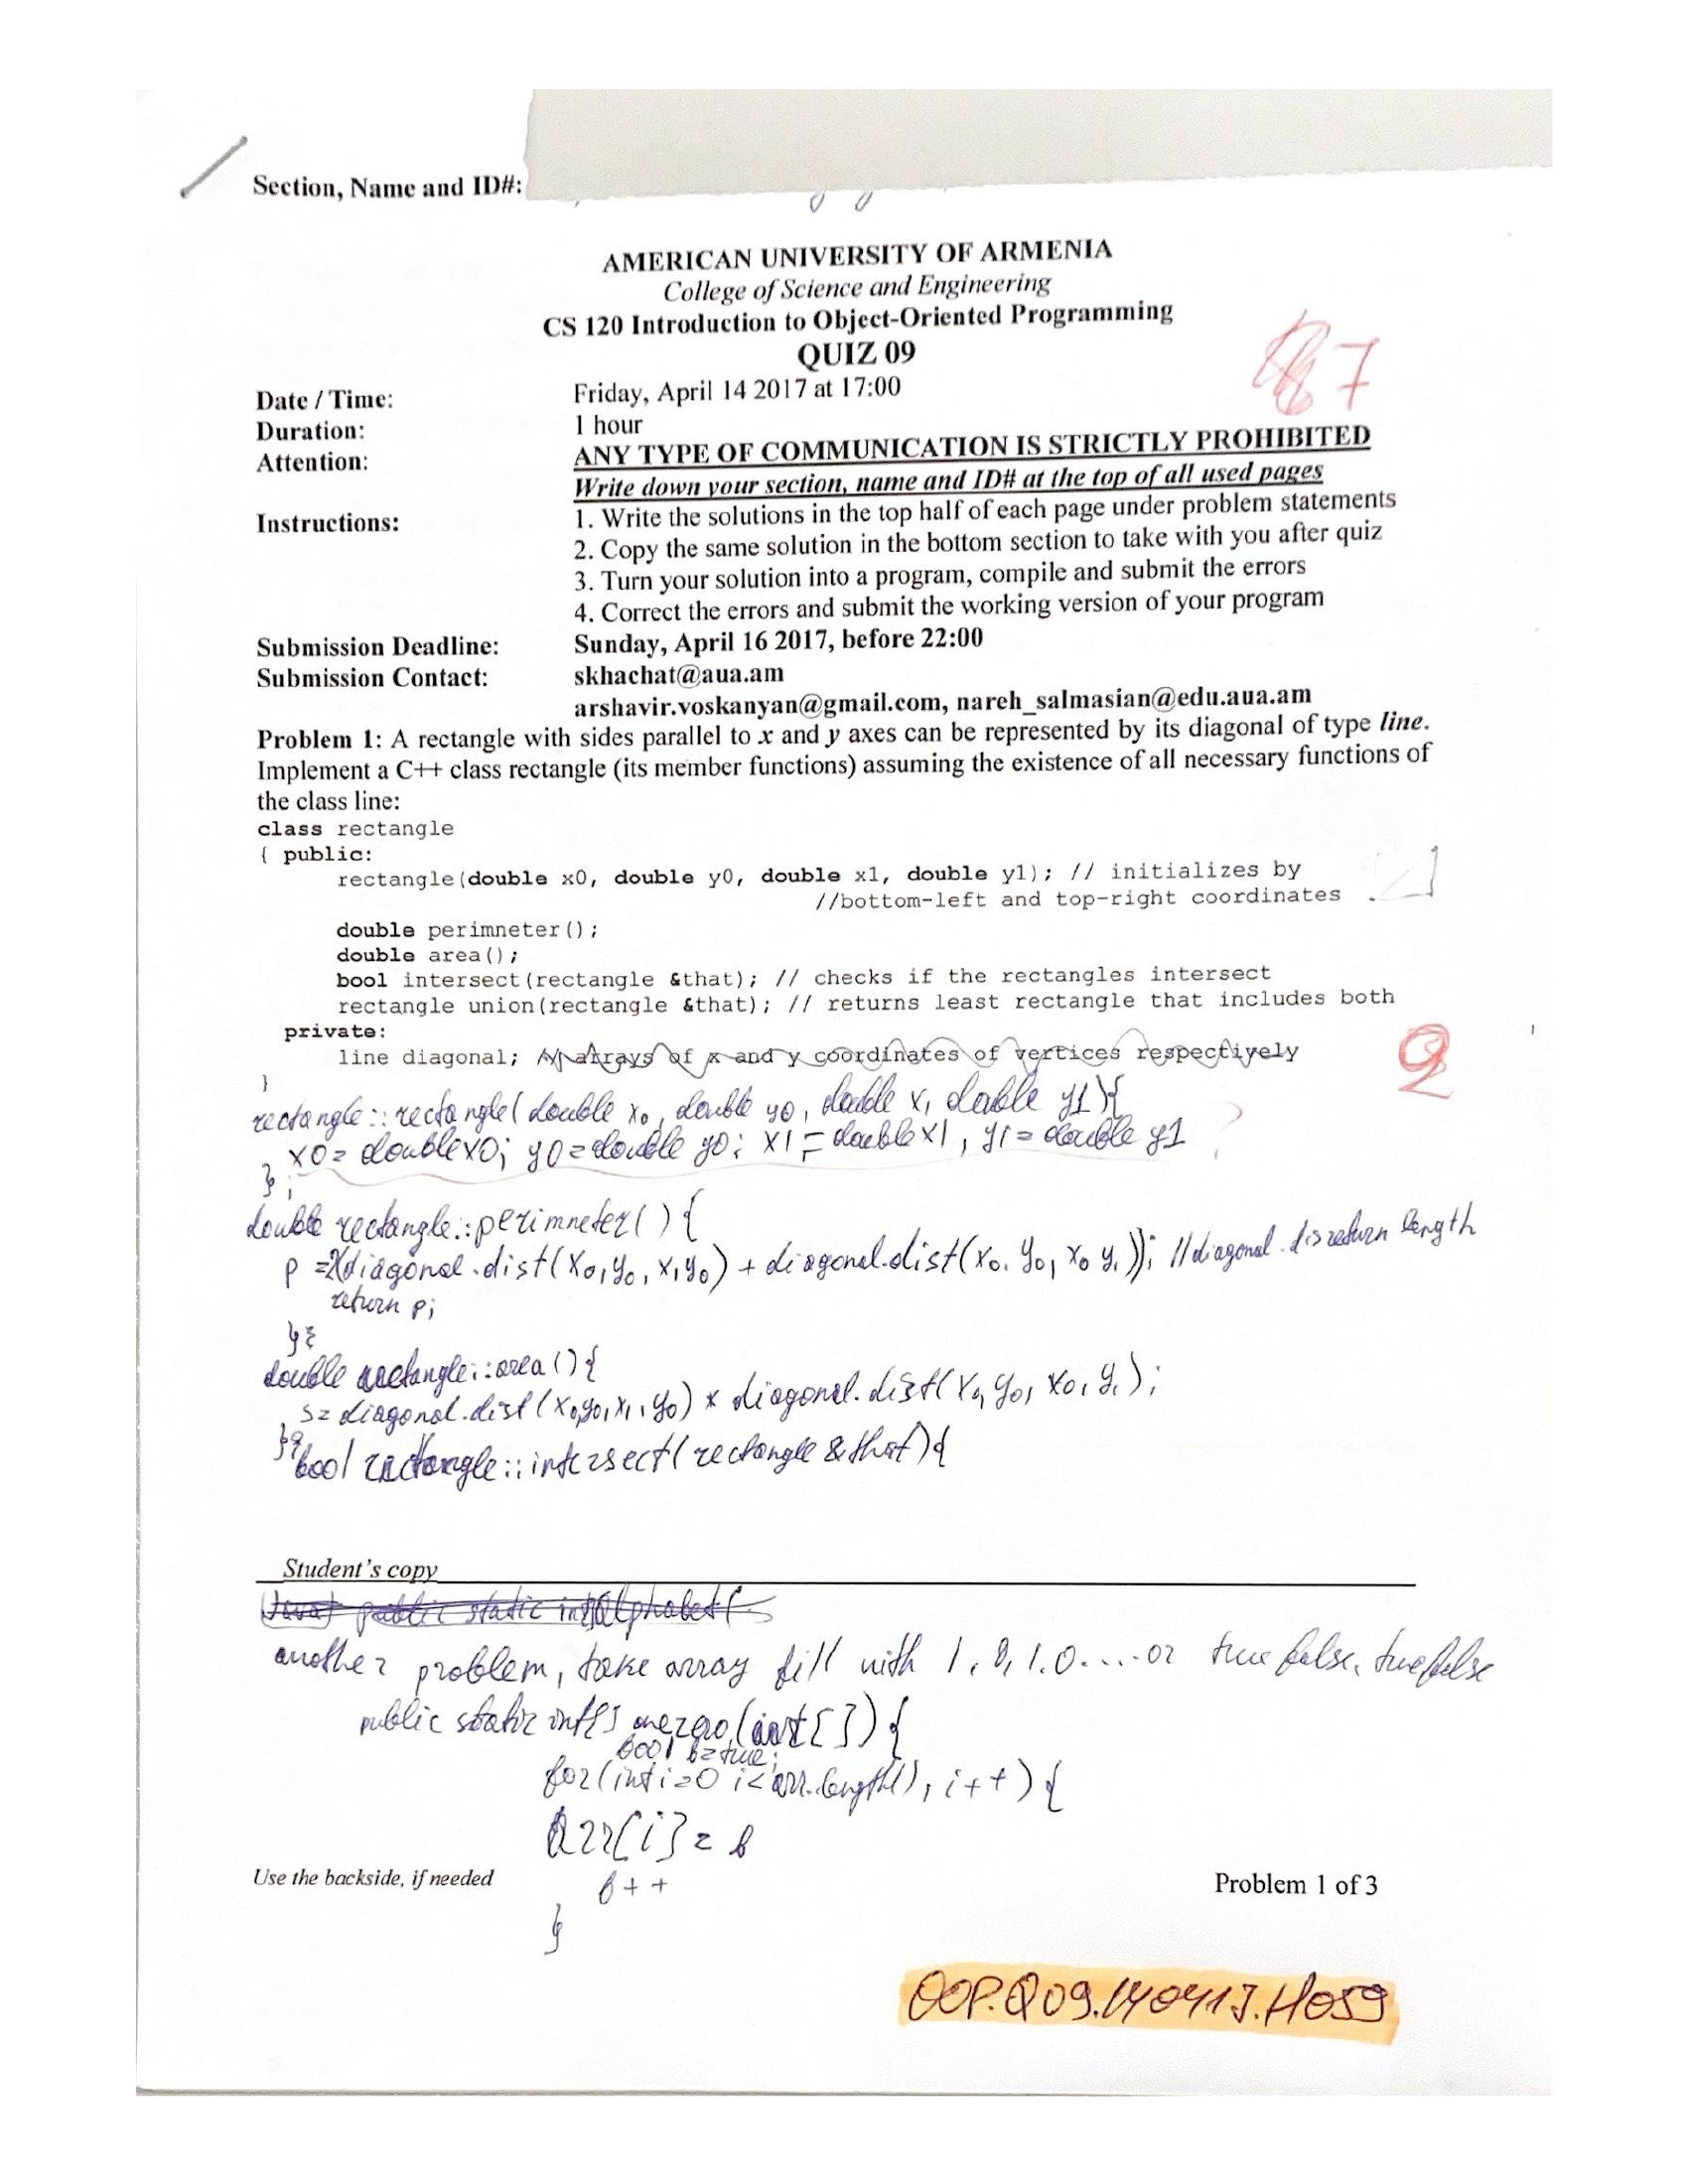 Section, Name and ID#:
AMERICAN UNIVERSITY OF ARMENIA
College of Science and Engineering
CS 120 Introduction to Object-Oriented Programming
QUIZ 09
7
Date / Time: Friday, April 14 2017 at 17:00
Duration: 1 hour
Attention: ANY TYPE OF COMMUNICATION IS STRICTLY PROHIBITED
Write down your section, name and ID# at the top of all used pages
Instructions: 1. Write the solutions in the top half of each page under problem statements
2. Copy the same solution in the bottom section to take with you after quiz
3. Turn your solution into a program, compile and submit the errors
4. Correct the errors and submit the working version of your program
Submission Deadline: Sunday, April 16 2017, before 22:00
Submission Contact: skhachat@aua.am
arshavir.voskanyan@gmail.com, nareh_salmasian@edu.aua.am
Problem 1: A rectangle with sides parallel to x and y axes can be represented by its diagonal of type line.
Implement a C++ class rectangle (its member functions) assuming the existence of all necessary functions of
the class line:
class rectangle
{ public:
rectangle(double x0, double y0, double x1, double y1); // initializes by
//bottom-left and top-right coordinates
double perimneter();
double area();
bool intersect(rectangle &that); // checks if the rectangles intersect
rectangle union(rectangle &that); // returns least rectangle that includes both
private:
line diagonal; // arrays of x and y coordinates of vertices respectively
2
}
rectangle::rectangle(double x0, double y0, double x1 double y1){
x0= double x0; y0=double y0; x1 = double x1, y1= double y1 ?
};
double rectangle::perimneter() {
p =2(diagonal.dist(x0,y0, x1y0) + diagonal.dist(x0, y0, x0 y1)); //diagonal.dis return length
return p;
}
double rectangle::area(){
s= diagonal.dist(x0,y0,x1,y0) * diagonal.dist(x0, y0, x0, y1);
}
bool rectangle::intersect(rectangle &that){
Student's copy
(Java) public static int Alphabet(
another problem, take array fill with 1,0,1.0.....or true false, true false
public static int[] onezero(int[]) {
bool b=true;
for(int i=0 i<arr.length(), i++) {
Arr[i]= b
b++
}
Use the backside, if needed
Problem 1 of 3
OOP.Q09.140417.H059